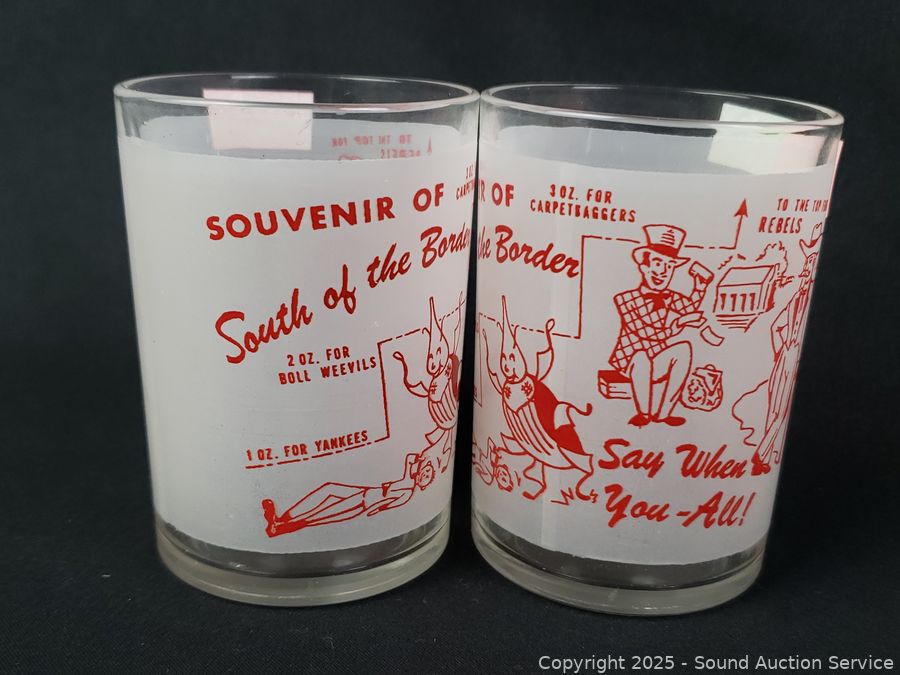 SOUVENIR OF
South of the Border
2 OZ. FOR
BOLL WEEVILS
1 OZ. FOR YANKEES
R OF
the Border
3 OZ. FOR
CARPETBAGGERS
TO THE TOP FOR
REBELS
Say When
You-All!
Copyright © 2025 - Sound Auction Service